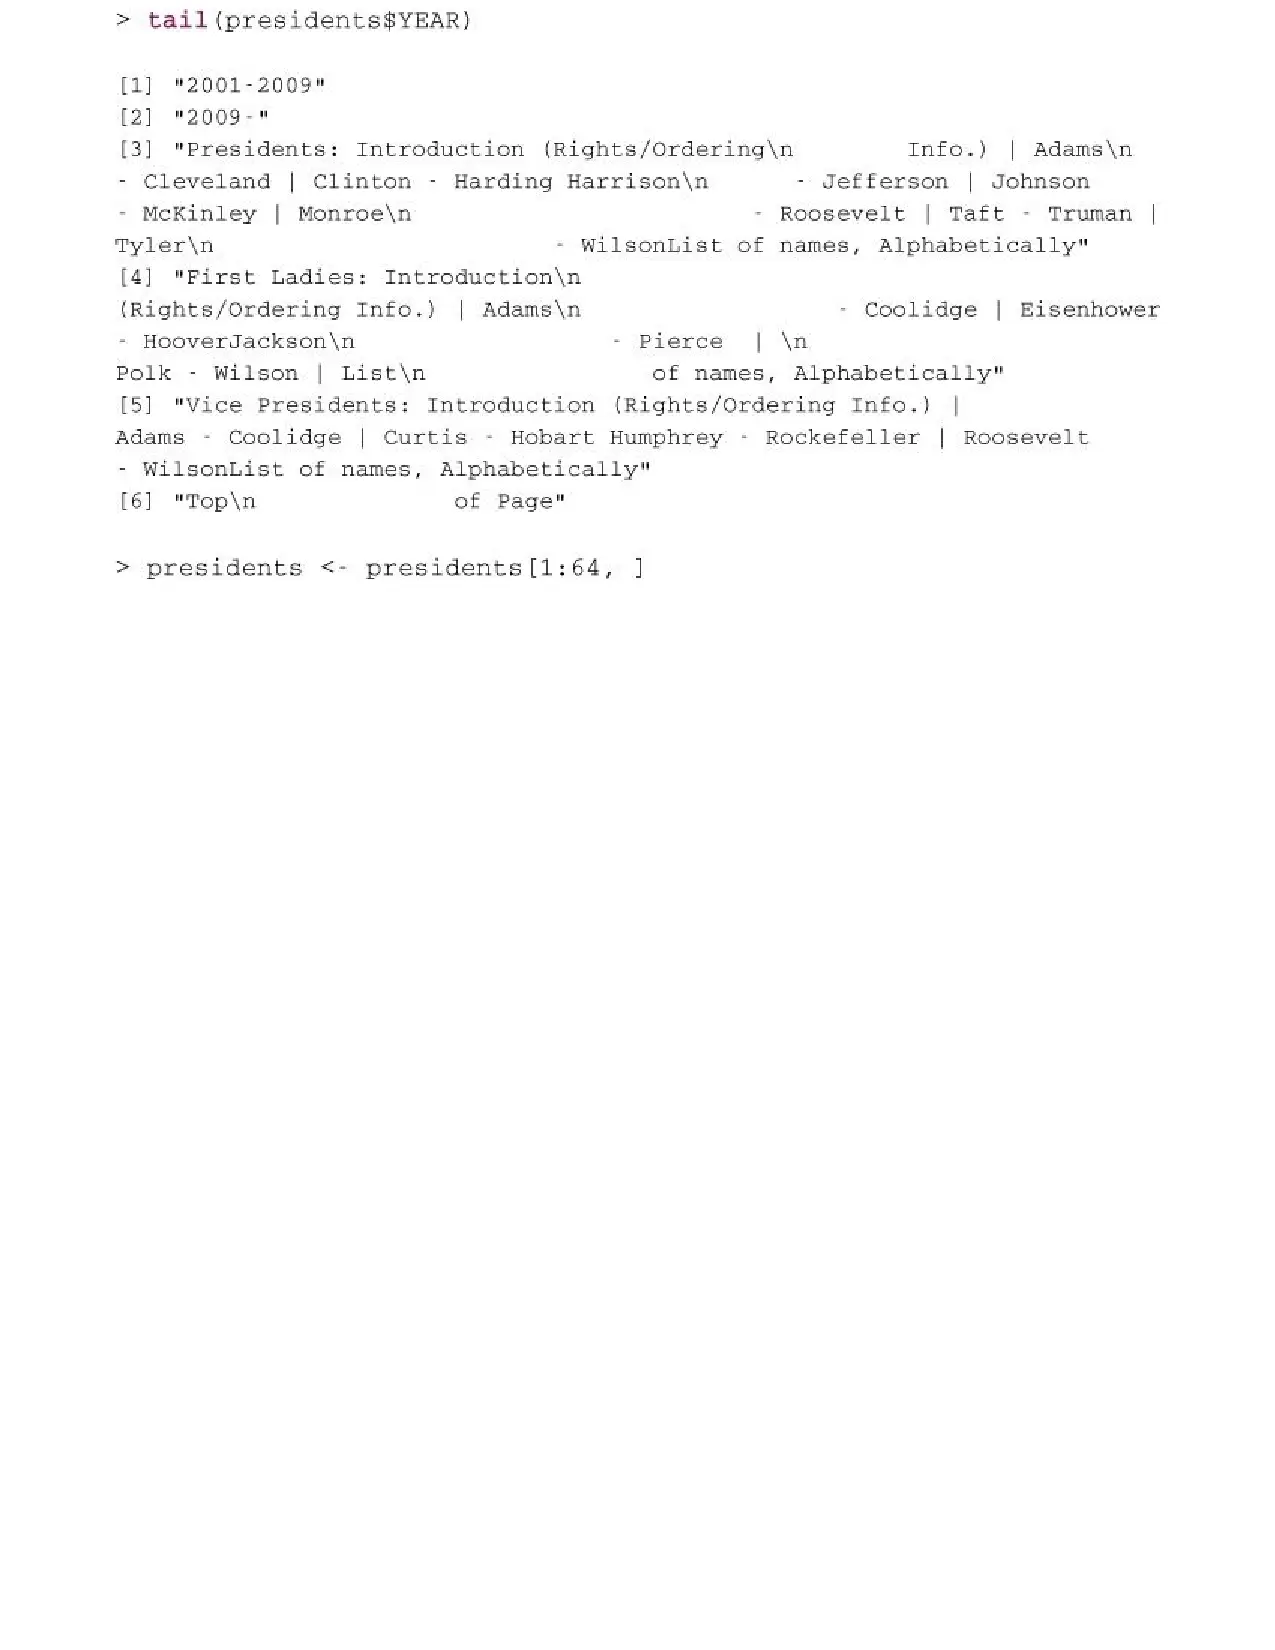 > tail(presidents$YEAR)
[1] "2001-2009"
[2] "2009-"
[3] "Presidents: Introduction (Rights/Ordering\n        Info.) | Adams\n
- Cleveland | Clinton - Harding Harrison\n      - Jefferson | Johnson
- McKinley | Monroe\n                        - Roosevelt | Taft - Truman |
Tyler\n                        - WilsonList of names, Alphabetically"
[4] "First Ladies: Introduction\n
(Rights/Ordering Info.) | Adams\n                  - Coolidge | Eisenhower
- HooverJackson\n                  - Pierce  | \n
Polk - Wilson | List\n                of names, Alphabetically"
[5] "Vice Presidents: Introduction (Rights/Ordering Info.) |
Adams - Coolidge | Curtis - Hobart Humphrey - Rockefeller | Roosevelt
- WilsonList of names, Alphabetically"
[6] "Top\n              of Page"
> presidents <- presidents[1:64, ]